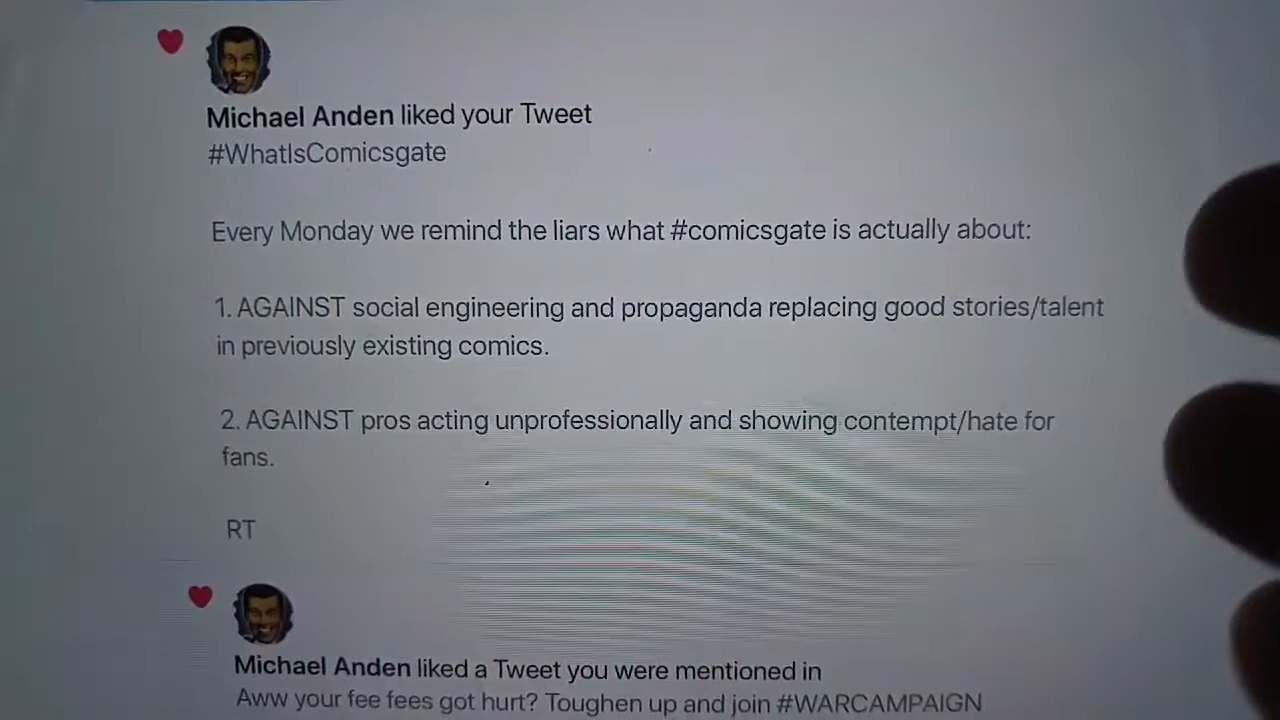 Michael Anden liked your Tweet
#WhatIsComicsgate
Every Monday we remind the liars what #comicsgate is actually about:
1. AGAINST social engineering and propaganda replacing good stories/talent
in previously existing comics.
2. AGAINST pros acting unprofessionally and showing contempt/hate for
fans.
RT
Michael Anden liked a Tweet you were mentioned in
Aww your fee fees got hurt? Toughen up and join #WARCAMPAIGN